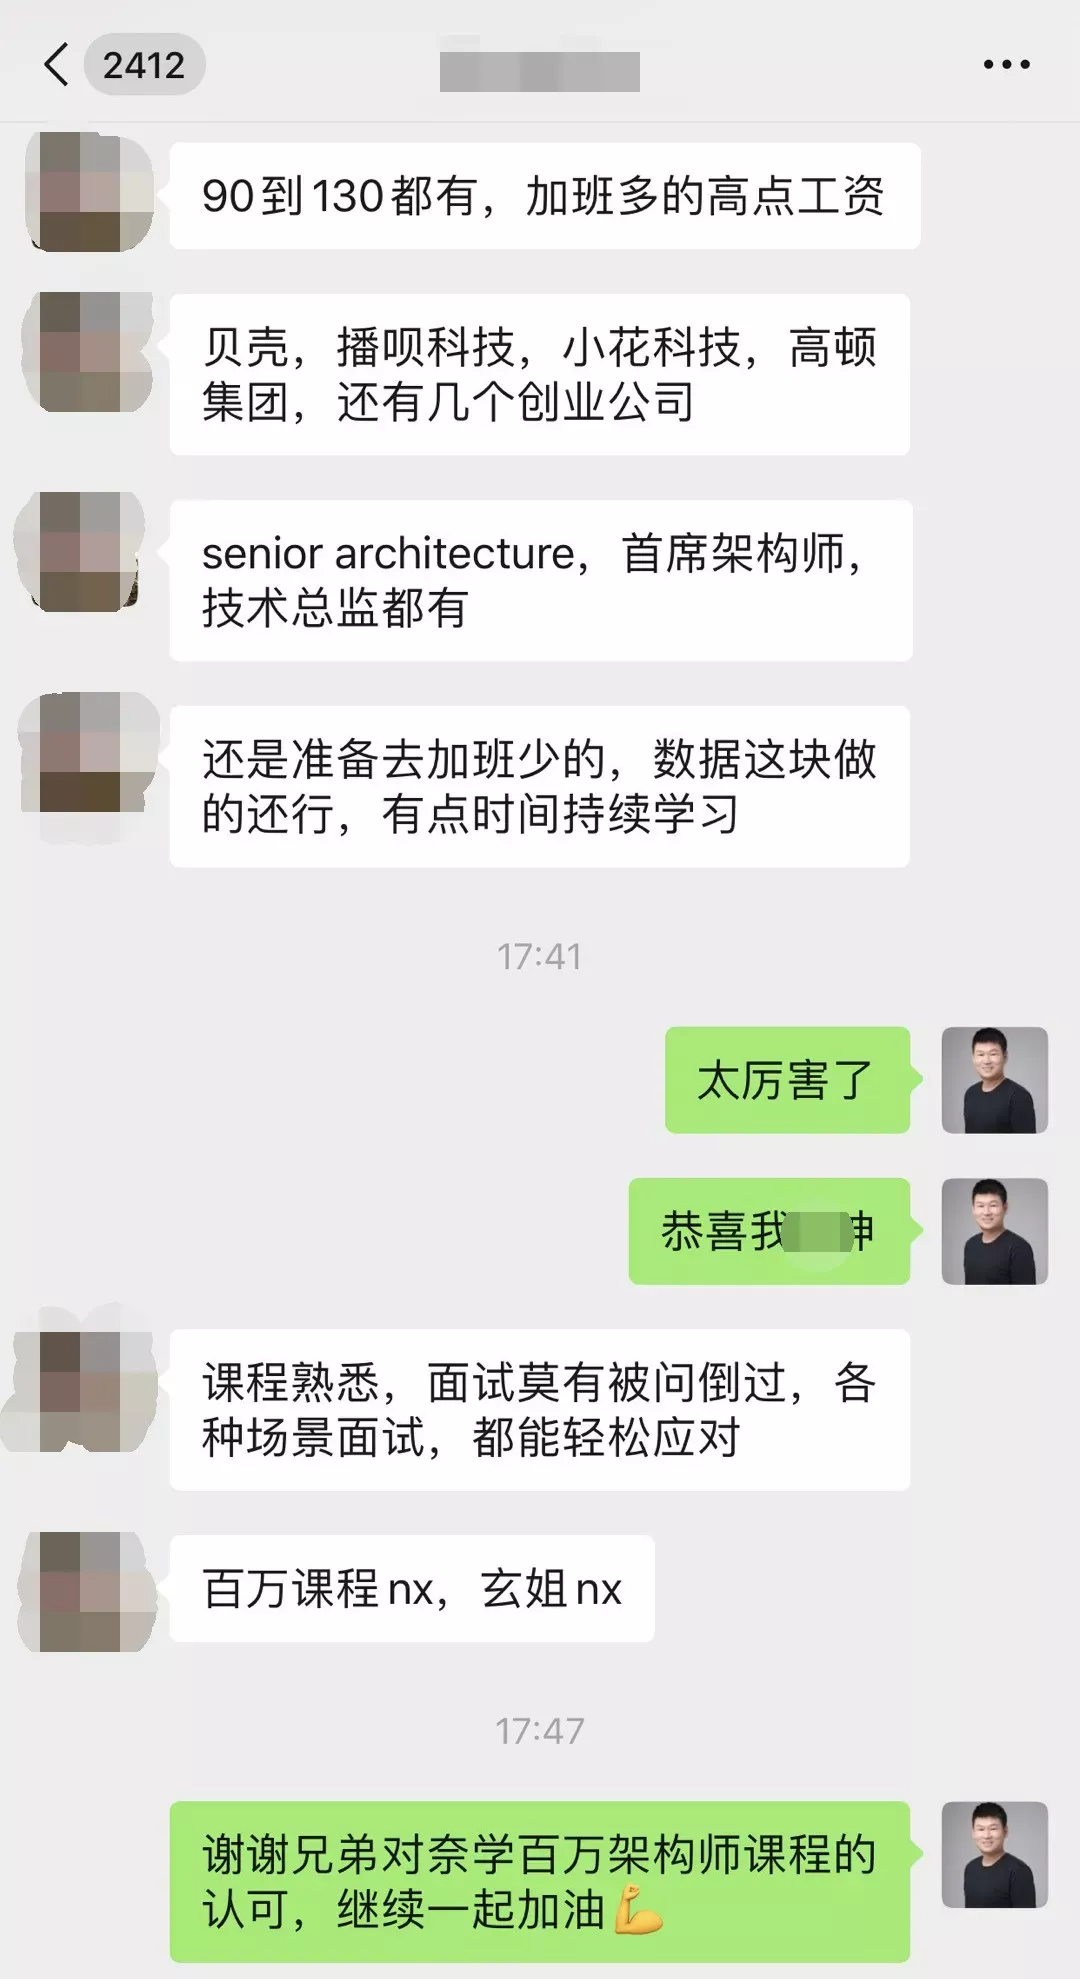 2412
90到130都有，加班多的高点工资
贝壳，播呗科技，小花科技，高顿
集团，还有几个创业公司
senior architecture，首席架构师，
技术总监都有
还是准备去加班少的，数据这块做
的还行，有点时间持续学习
17:41
太厉害了
恭喜我
课程熟悉，面试莫有被问倒过，各
种场景面试，都能轻松应对
百万课程nx，玄姐nx
17:47
谢谢兄弟对奈学百万架构师课程的
认可，继续一起加油💪